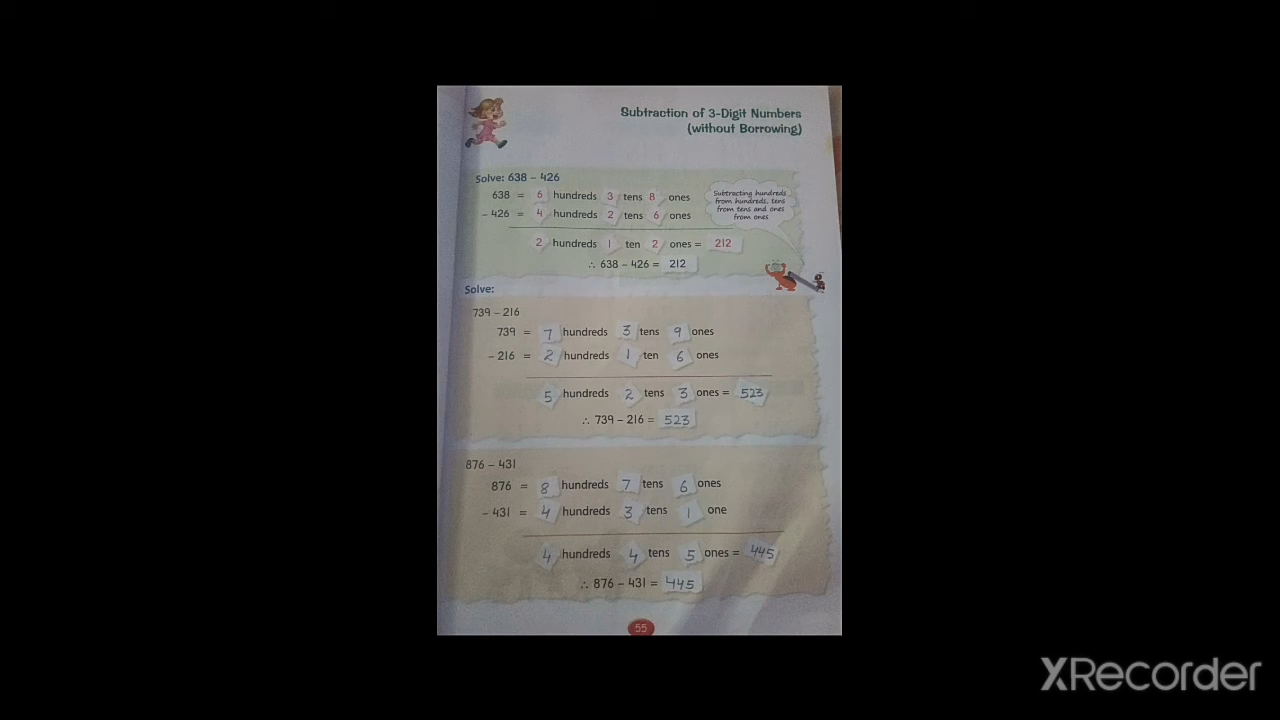 Subtraction of 3-Digit Numbers
(without Borrowing)
Solve: 638 – 426
638 = 6 hundreds 3 tens 8 ones
– 426 = 4 hundreds 2 tens 6 ones
2 hundreds 1 ten 2 ones = 212
∴ 638 – 426 = 212
Subtracting hundreds
from hundreds, tens
from tens and ones
from ones
Solve:
739 – 216
739 = 7 hundreds 3 tens 9 ones
– 216 = 2 hundreds 1 ten 6 ones
5 hundreds 2 tens 3 ones = 523
∴ 739 – 216 = 523
876 – 431
876 = 8 hundreds 7 tens 6 ones
– 431 = 4 hundreds 3 tens 1 one
4 hundreds 4 tens 5 ones = 445
∴ 876 – 431 = 445
55
XRecorder